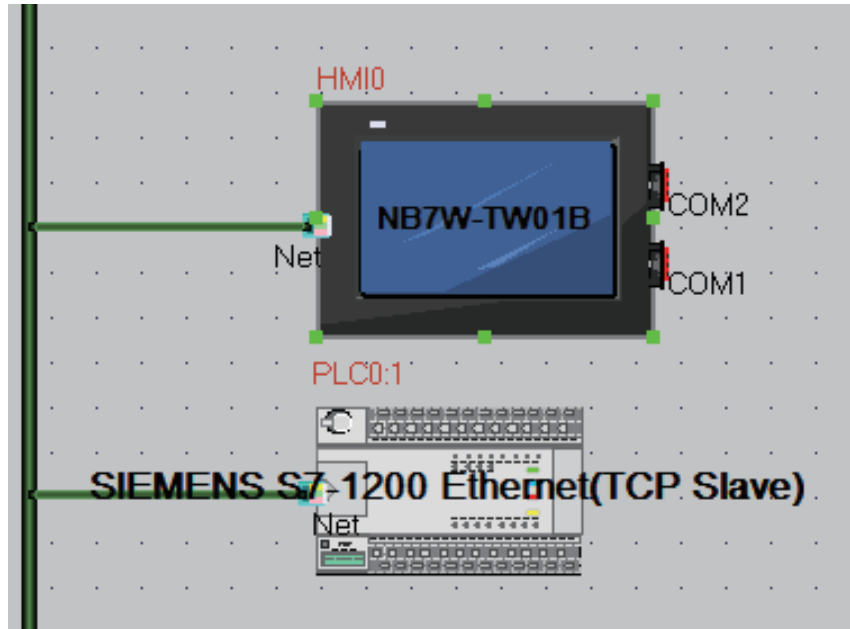 HMI0
NB7W-TW01B
COM2
Net
COM1
PLC0:1
SIEMENS S7-1200 Ethernet(TCP Slave)
Net